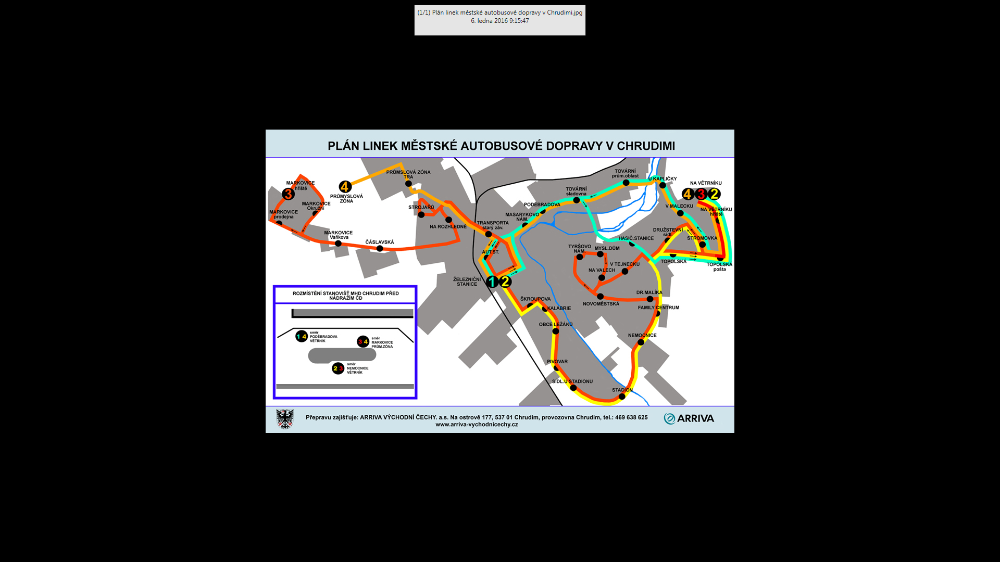 (1/1) Plán linek městské autobusové dopravy v Chrudimi.jpg
6. ledna 2016 9:15:47
PLÁN LINEK MĚSTSKÉ AUTOBUSOVÉ DOPRAVY V CHRUDIMI
MARKOVICE
hřiště
3
MARKOVICE
Okružní
MARKOVICE
prodejna
MARKOVICE
Vaňkova
ČÁSLAVSKÁ
4
PRŮMYSLOVÁ
ZÓNA
PRŮMSLOVÁ ZÓNA
TRA
STROJAŘŮ
NA ROZHLEDNĚ
TRANSPORTA
starý záv.
AUT.ST.
ŽELEZNIČNÍ
STANICE
1 2
MASARYKOVO
NÁM.
PODĚBRADOVA
TOVÁRNÍ
sladovna
TOVÁRNÍ
prům.oblast
U KAPLIČKY
NA VĚTRNÍKU
4 3 2
V MALECKU
NA VĚTRNÍKU
hřiště
DRUŽSTEVNÍ
sídl.
STROMOVKA
HASIČ.STANICE
TOPOLSKÁ
TOPOLSKÁ
pošta
TYRŠOVO
NÁM.
MYSL.DŮM
V TEJNECKU
NA VALECH
NOVOMĚSTSKÁ
DR.MALÍKA
FAMILY CENTRUM
NEMOCNICE
STADION
ŠKROUPOVA
KALÁBRIE
OBCE LEŽÁKŮ
PIVOVAR
SÍDL.U STADIONU
ROZMÍSTĚNÍ STANOVIŠŤ MHD CHRUDIM PŘED
NÁDRAŽÍM ČD
1 4
směr
PODĚBRADOVA
VĚTRNÍK
3 4
směr
MARKOVICE
PRŮM.ZÓNA
2 3
směr
NEMOCNICE
VĚTRNÍK
Přepravu zajišťuje: ARRIVA VÝCHODNÍ ČECHY. a.s. Na ostrově 177, 537 01 Chrudim, provozovna Chrudim, tel.: 469 638 625
www.arriva-vychodnicechy.cz
ARRIVA